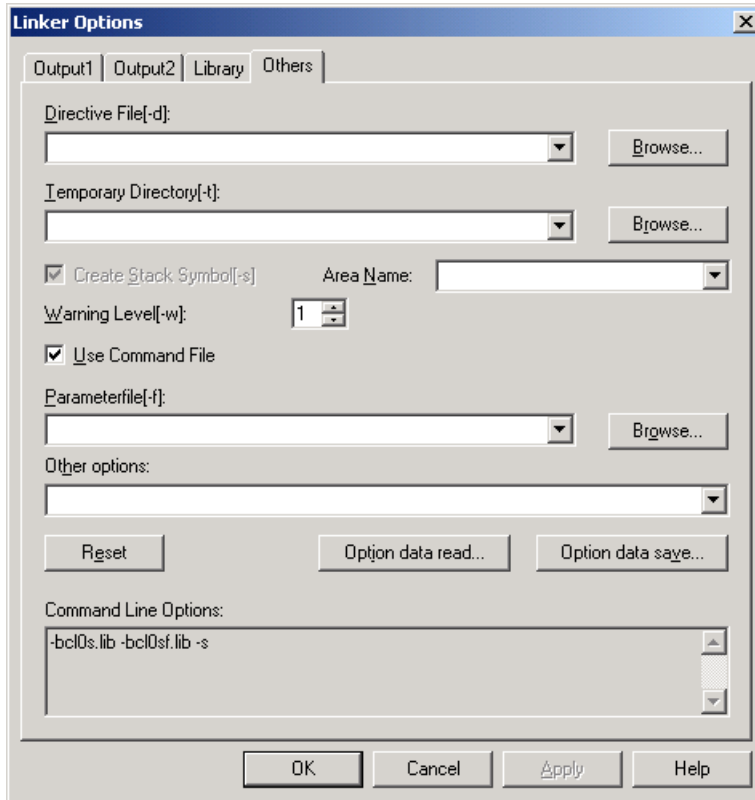 Linker Options
Output1 Output2 Library Others
Directive File[-d]:
Browse...
Temporary Directory[-t]:
Browse...
Create Stack Symbol[-s] Area Name:
Warning Level[-w]: 1
Use Command File
Parameterfile[-f]:
Browse...
Other options:
Reset Option data read... Option data save...
Command Line Options:
-bcl0s.lib -bcl0sf.lib -s
OK Cancel Apply Help